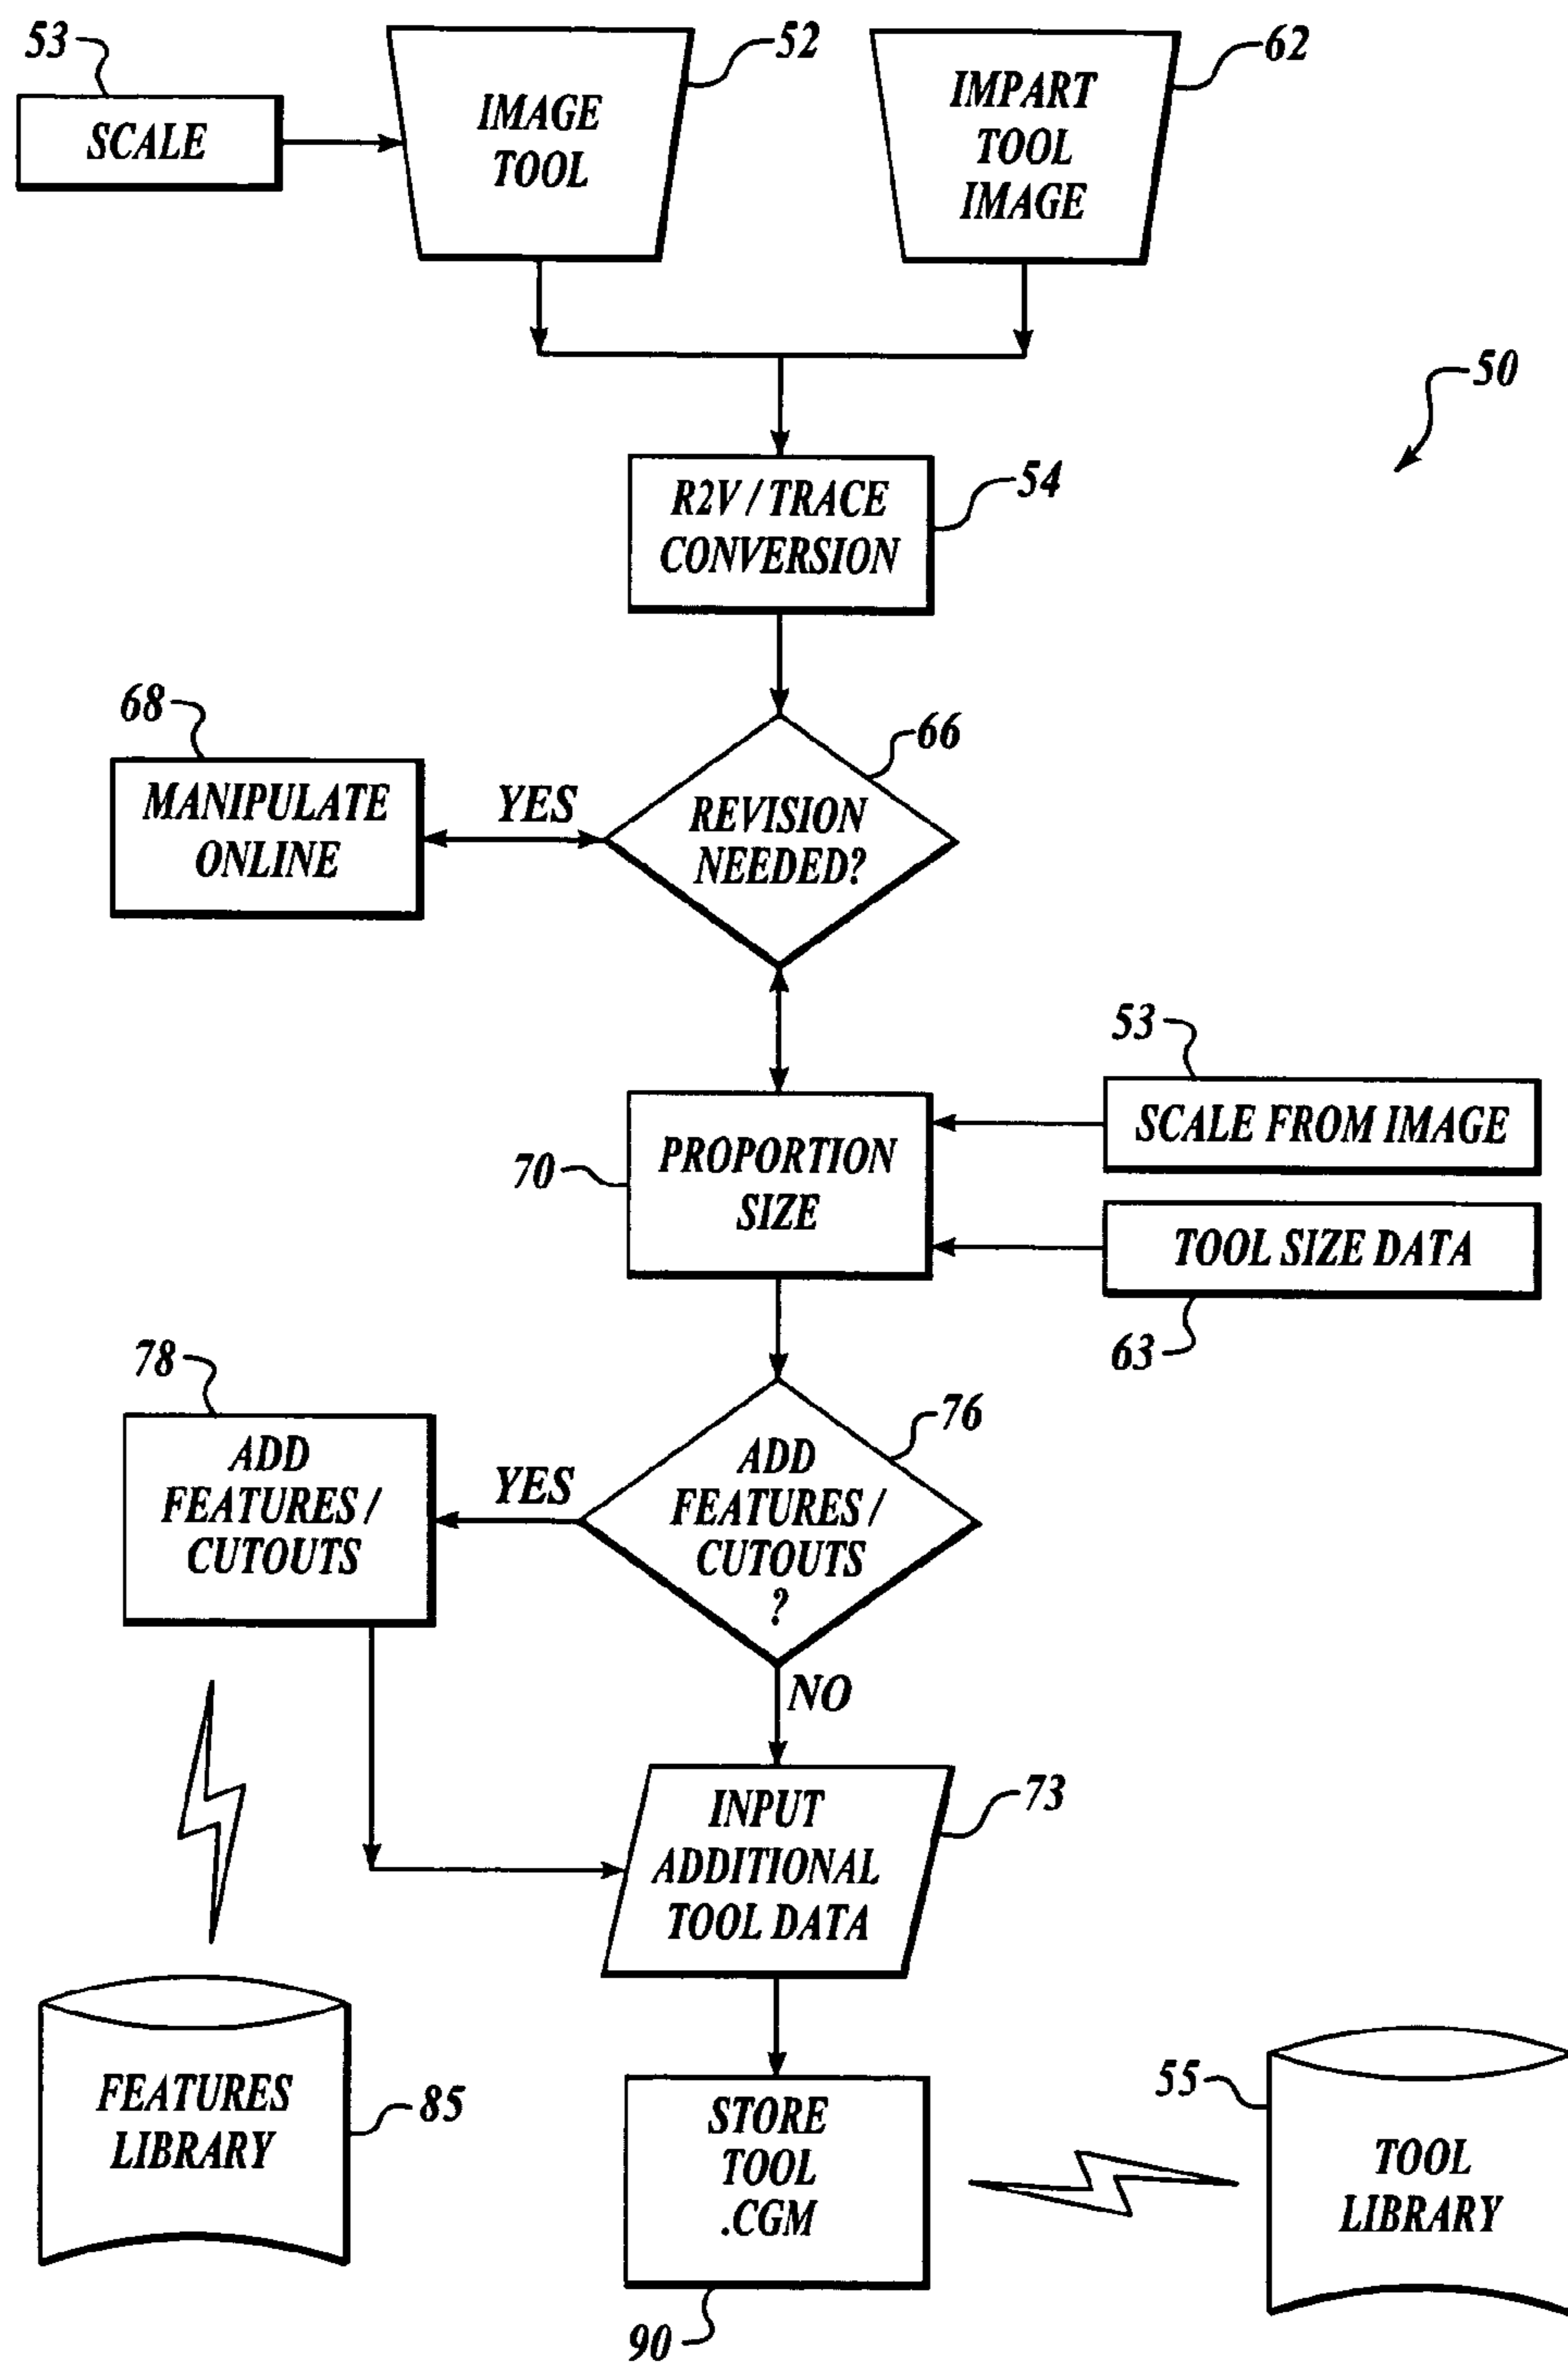 53
SCALE
52
IMAGE
TOOL
62
IMPART
TOOL
IMAGE
50
R2V / TRACE
CONVERSION
54
68
MANIPULATE
ONLINE
YES
66
REVISION
NEEDED?
53
SCALE FROM IMAGE
70
PROPORTION
SIZE
TOOL SIZE DATA
63
78
ADD
FEATURES /
CUTOUTS
YES
76
ADD
FEATURES /
CUTOUTS
?
NO
INPUT
ADDITIONAL
TOOL DATA
73
FEATURES
LIBRARY
85
STORE
TOOL
.CGM
90
55
TOOL
LIBRARY